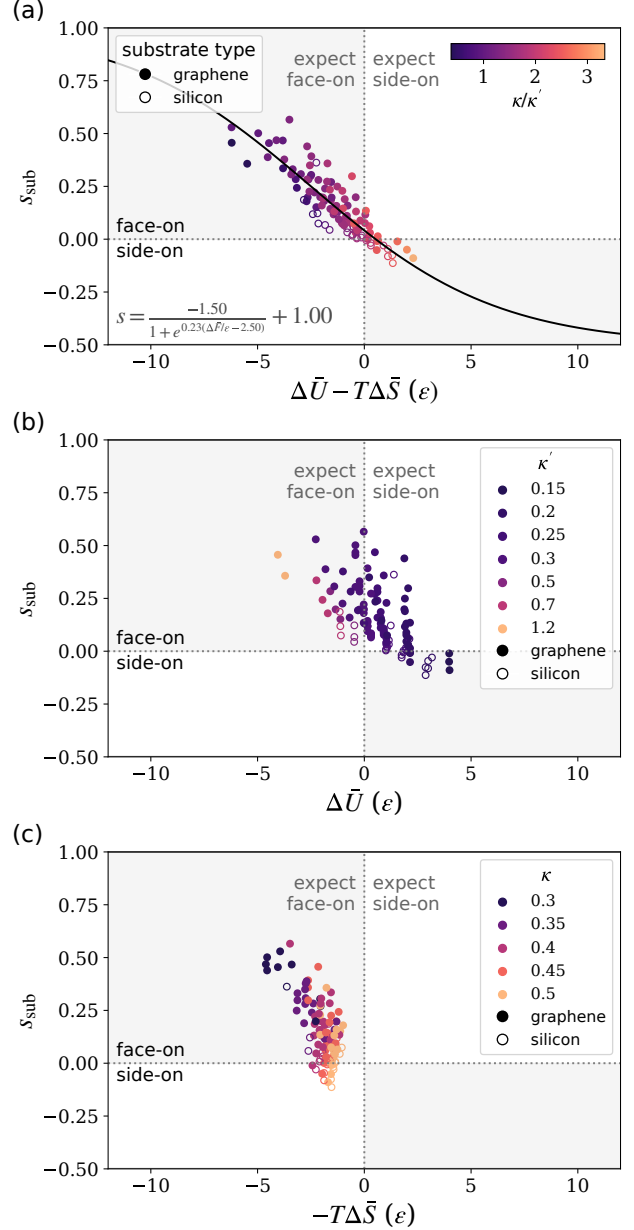 (a)
substrate type
graphene
silicon
expect
face-on
expect
side-on
1 2 3
κ/κ′
1.00
0.75
0.50
0.25
0.00
−0.25
−0.50
s_sub
face-on
side-on
s = −1.50 / (1 + e^{0.23(ΔF̄/ε−2.50)}) + 1.00
−10 −5 0 5 10
ΔŪ − TΔS̄ (ε)
(b)
expect
face-on
expect
side-on
κ′
0.15
0.2
0.25
0.3
0.5
0.7
1.2
graphene
silicon
1.00
0.75
0.50
0.25
0.00
−0.25
−0.50
s_sub
face-on
side-on
−10 −5 0 5 10
ΔŪ (ε)
(c)
expect
face-on
expect
side-on
κ
0.3
0.35
0.4
0.45
0.5
graphene
silicon
1.00
0.75
0.50
0.25
0.00
−0.25
−0.50
s_sub
face-on
side-on
−10 −5 0 5 10
−TΔS̄ (ε)